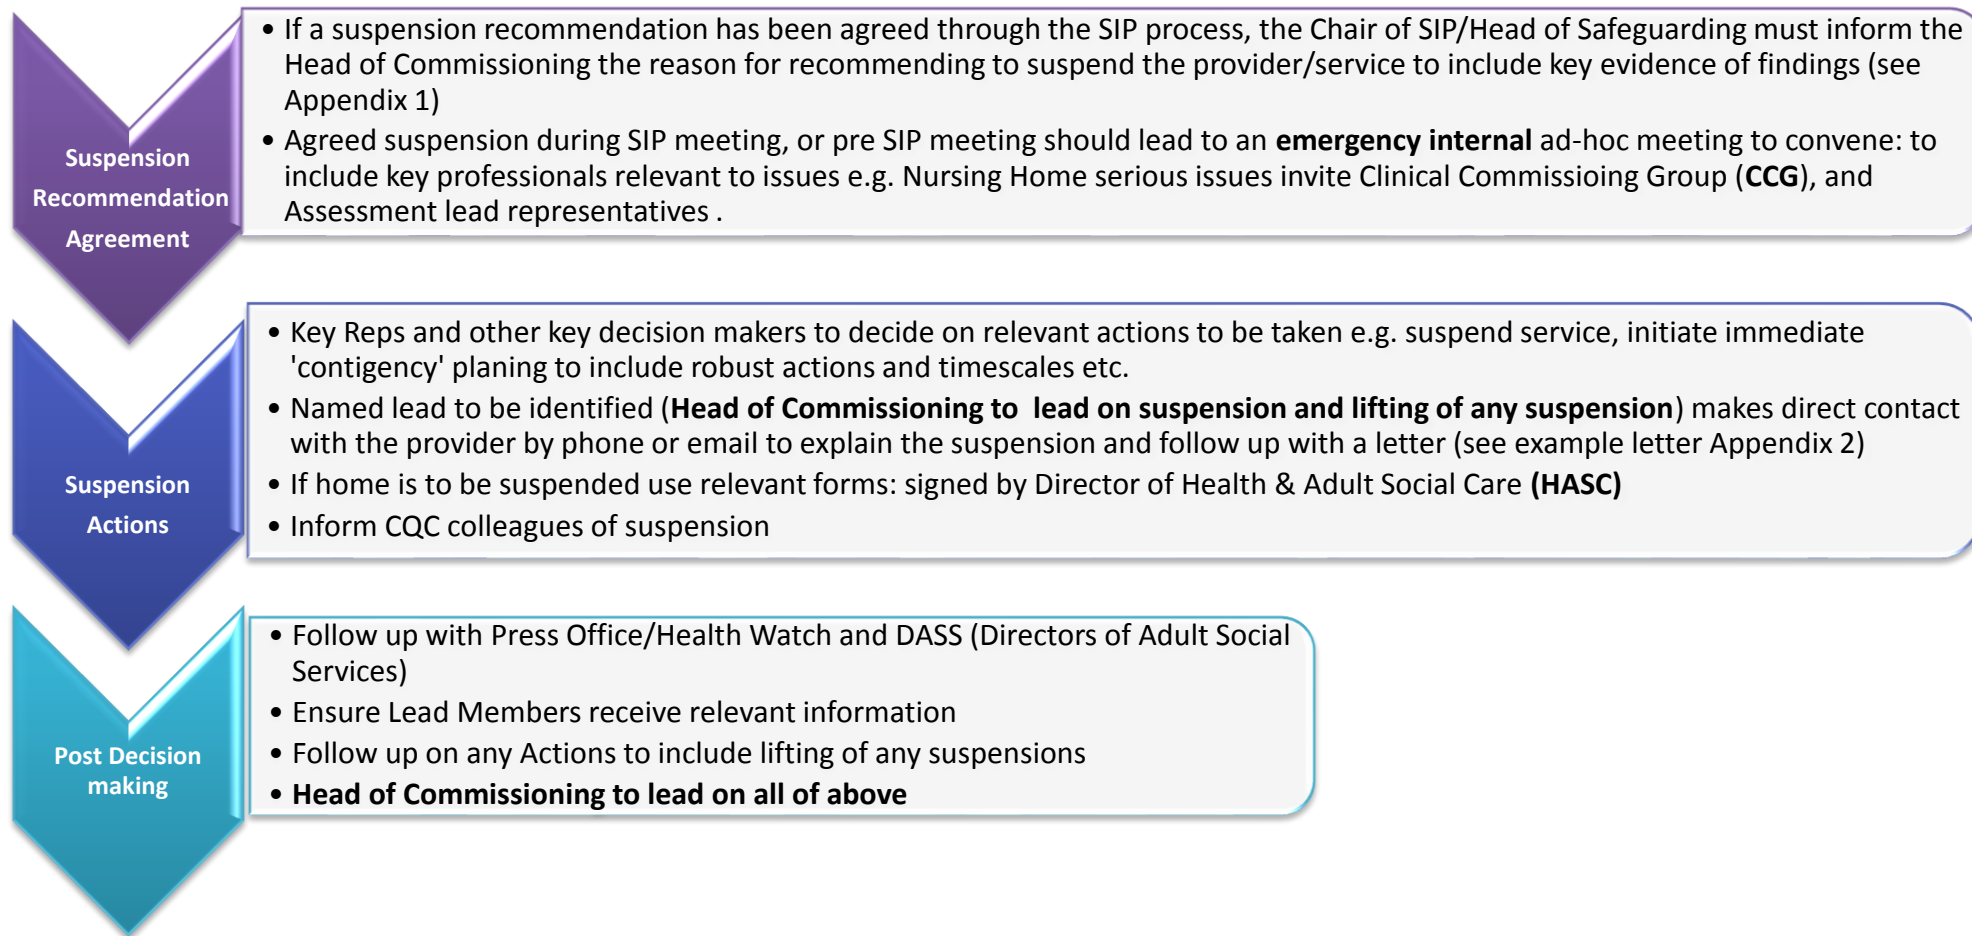 Suspension
Recommendation
Agreement
• If a suspension recommendation has been agreed through the SIP process, the Chair of SIP/Head of Safeguarding must inform the
Head of Commissioning the reason for recommending to suspend the provider/service to include key evidence of findings (see
Appendix 1)
• Agreed suspension during SIP meeting, or pre SIP meeting should lead to an emergency internal ad-hoc meeting to convene: to
include key professionals relevant to issues e.g. Nursing Home serious issues invite Clinical Commissioing Group (CCG), and
Assessment lead representatives .
Suspension
Actions
• Key Reps and other key decision makers to decide on relevant actions to be taken e.g. suspend service, initiate immediate
'contigency' planing to include robust actions and timescales etc.
• Named lead to be identified (Head of Commissioning to lead on suspension and lifting of any suspension) makes direct contact
with the provider by phone or email to explain the suspension and follow up with a letter (see example letter Appendix 2)
• If home is to be suspended use relevant forms: signed by Director of Health & Adult Social Care (HASC)
• Inform CQC colleagues of suspension
Post Decision
making
• Follow up with Press Office/Health Watch and DASS (Directors of Adult Social
Services)
• Ensure Lead Members receive relevant information
• Follow up on any Actions to include lifting of any suspensions
• Head of Commissioning to lead on all of above